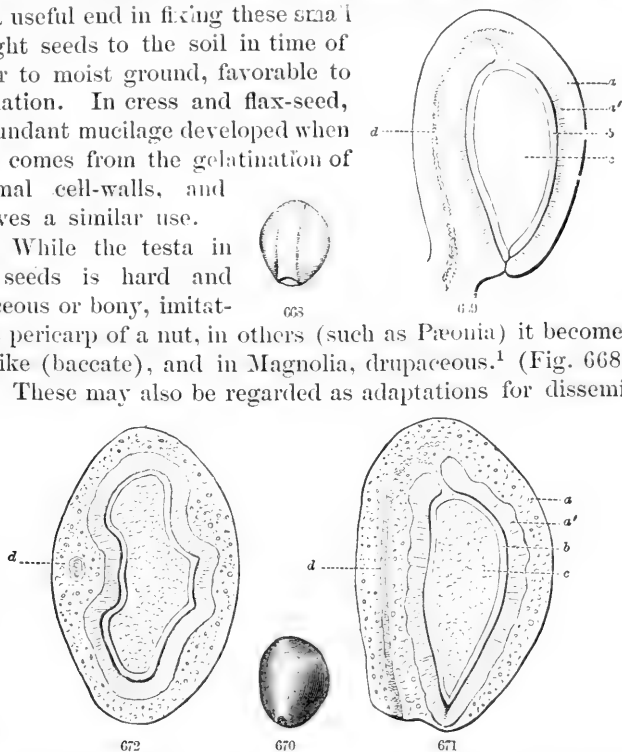 useful end in fixing these small
ght seeds to the soil in time of
r to moist ground, favorable to
ation. In cress and flax-seed,
undant mucilage developed when
comes from the gelatination of
mal cell-walls, and
ves a similar use.
While the testa in
seeds is hard and
eous or bony, imitat-
pericarp of a nut, in others (such as Pæonia) it become
ike (baccate), and in Magnolia, drupaceous.¹ (Fig. 668
These may also be regarded as adaptations for dissemi
a
a'
b
c
d
668
669
a
a'
b
c
d
d
672
670
671